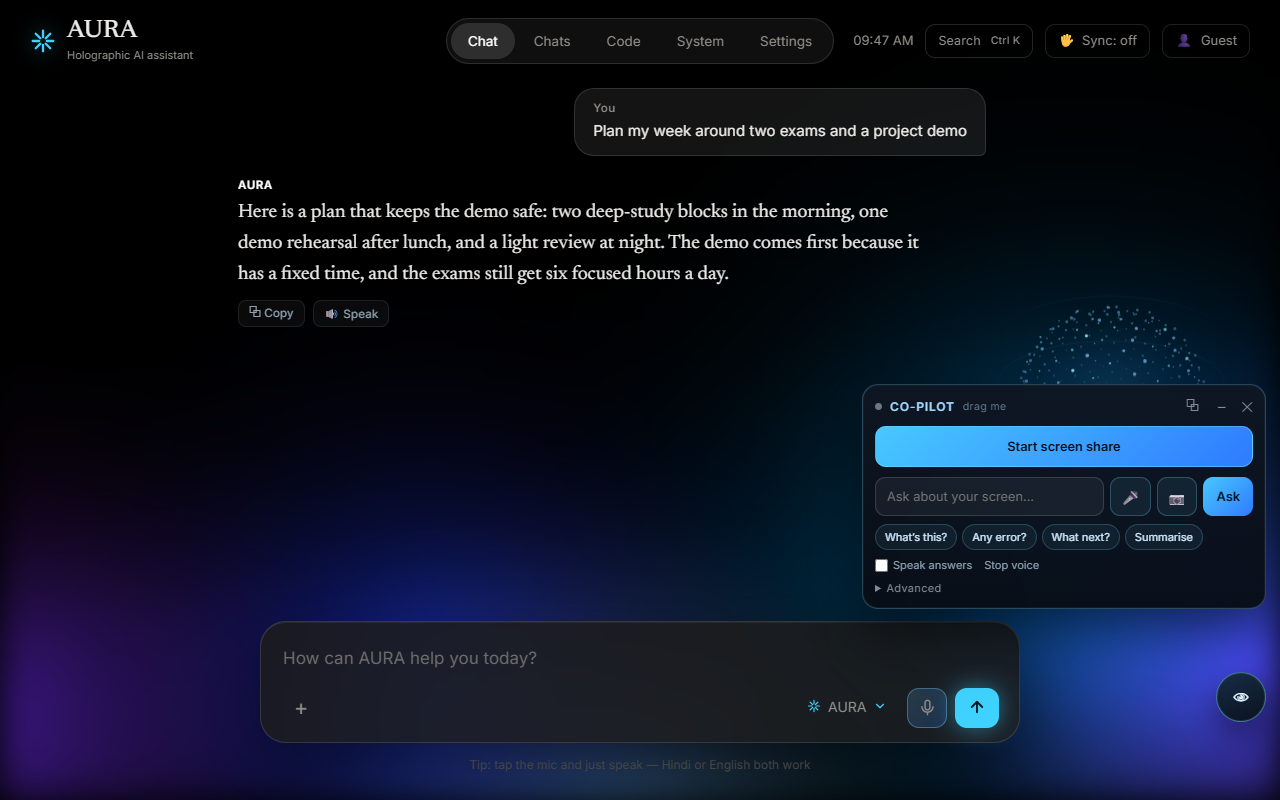 AURA
Holographic AI assistant
Chat
Chats
Code
System
Settings
09:47 AM
Search Ctrl K
Sync: off
Guest
You
Plan my week around two exams and a project demo
AURA
Here is a plan that keeps the demo safe: two deep-study blocks in the morning, one
demo rehearsal after lunch, and a light review at night. The demo comes first because it
has a fixed time, and the exams still get six focused hours a day.
Copy
Speak
CO-PILOT drag me
Start screen share
Ask about your screen...
Ask
What's this?
Any error?
What next?
Summarise
Speak answers
Stop voice
Advanced
How can AURA help you today?
AURA
Tip: tap the mic and just speak — Hindi or English both work